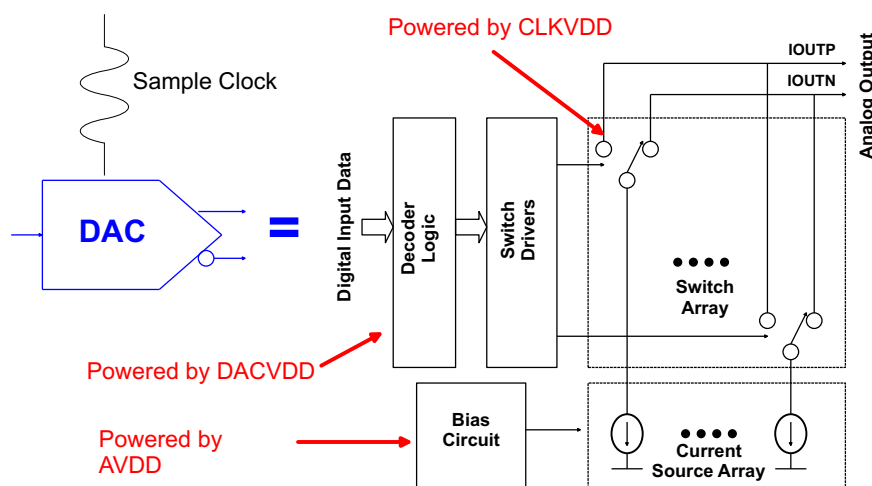 Powered by CLKVDD
Sample Clock
IOUTP
IOUTN
Analog Output
DAC
=
Digital Input Data
Decoder
Logic
Switch
Drivers
Switch
Array
Powered by DACVDD
Powered by
AVDD
Bias
Circuit
Current
Source Array